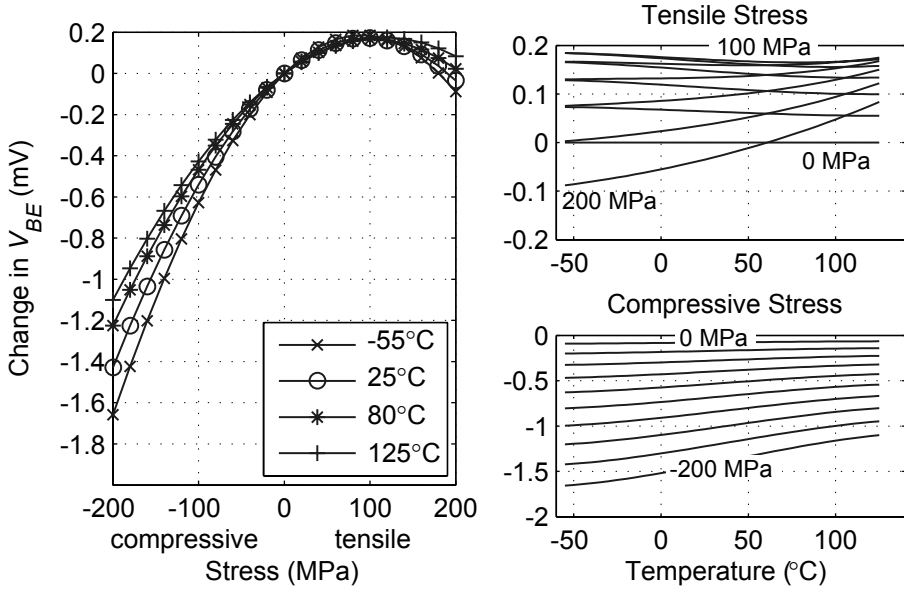 0.2
0
-0.2
-0.4
-0.6
-0.8
-1
-1.2
-1.4
-1.6
-1.8
Change in V_BE (mV)
-200 -100 0 100 200
compressive tensile
Stress (MPa)
-55°C
25°C
80°C
125°C
Tensile Stress
0.2
0.1
0
-0.1
0.2
100 MPa
0 MPa
200 MPa
-50 0 50 100
Compressive Stress
0
-0.5
-1
-1.5
-2
0 MPa
-200 MPa
-50 0 50 100
Temperature (°C)